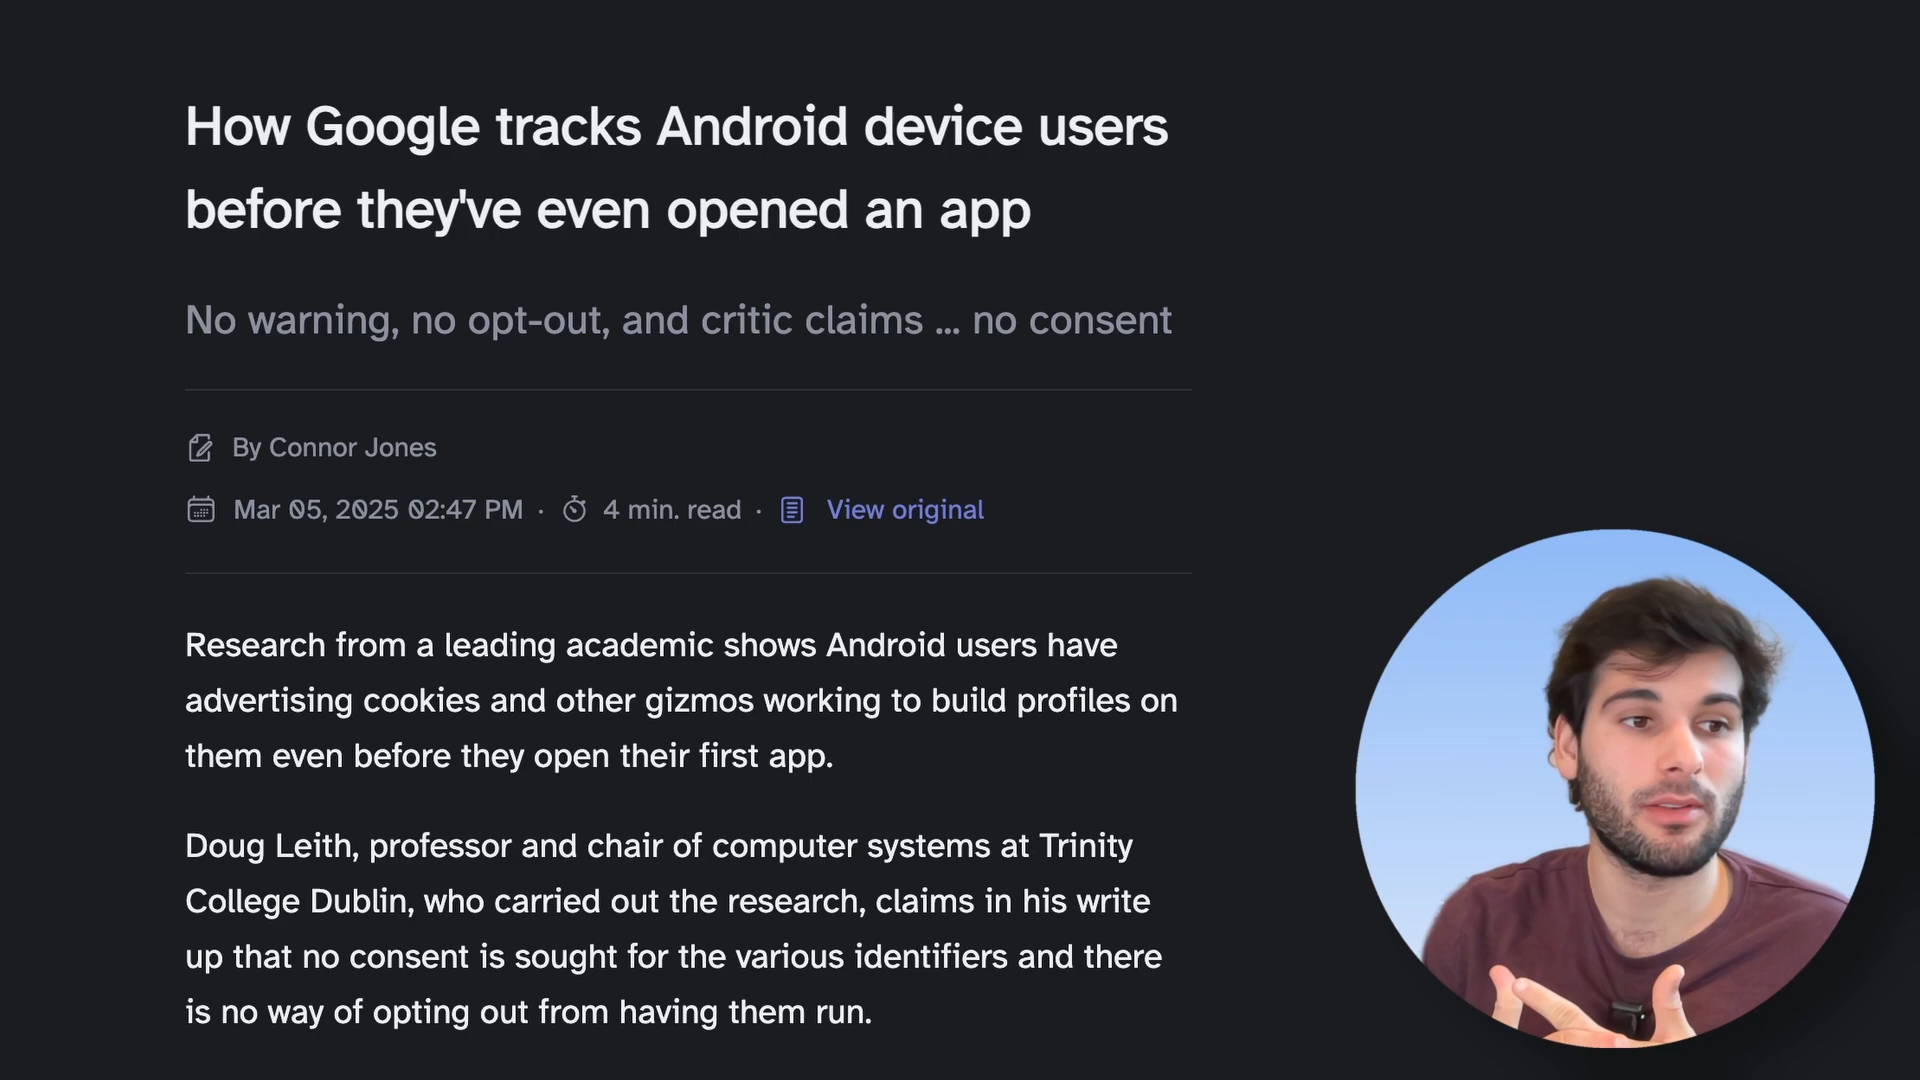 How Google tracks Android device users
before they've even opened an app
No warning, no opt-out, and critic claims ... no consent
By Connor Jones
Mar 05, 2025 02:47 PM · 4 min. read · View original
Research from a leading academic shows Android users have
advertising cookies and other gizmos working to build profiles on
them even before they open their first app.
Doug Leith, professor and chair of computer systems at Trinity
College Dublin, who carried out the research, claims in his write
up that no consent is sought for the various identifiers and there
is no way of opting out from having them run.